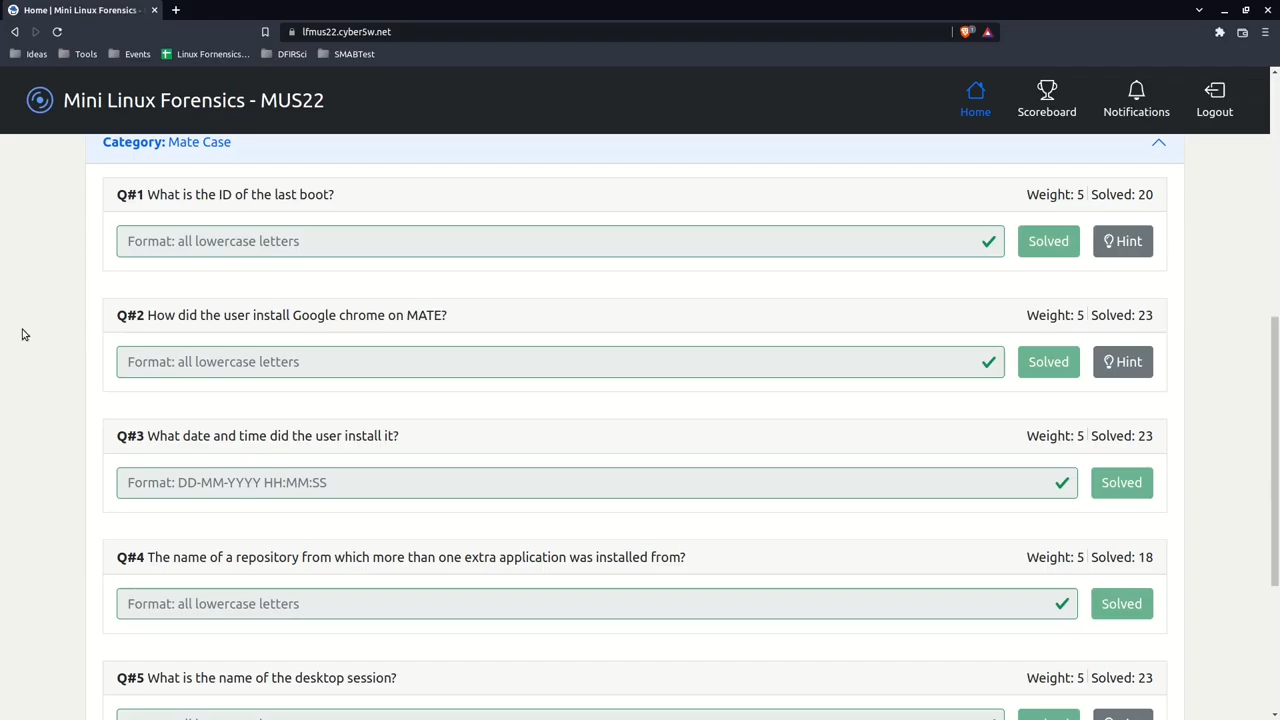 Home | Mini Linux Forensics -
lfmus22.cyber5w.net
1
Ideas
Tools
Events
Linux Fornensics...
DFIRSci
SMABTest
Mini Linux Forensics - MUS22
Home
Scoreboard
Notifications
Logout
Category: Mate Case
Q#1 What is the ID of the last boot?
Weight: 5 Solved: 20
Format: all lowercase letters
Solved
Hint
Q#2 How did the user install Google chrome on MATE?
Weight: 5 Solved: 23
Format: all lowercase letters
Solved
Hint
Q#3 What date and time did the user install it?
Weight: 5 Solved: 23
Format: DD-MM-YYYY HH:MM:SS
Solved
Q#4 The name of a repository from which more than one extra application was installed from?
Weight: 5 Solved: 18
Format: all lowercase letters
Solved
Q#5 What is the name of the desktop session?
Weight: 5 Solved: 23